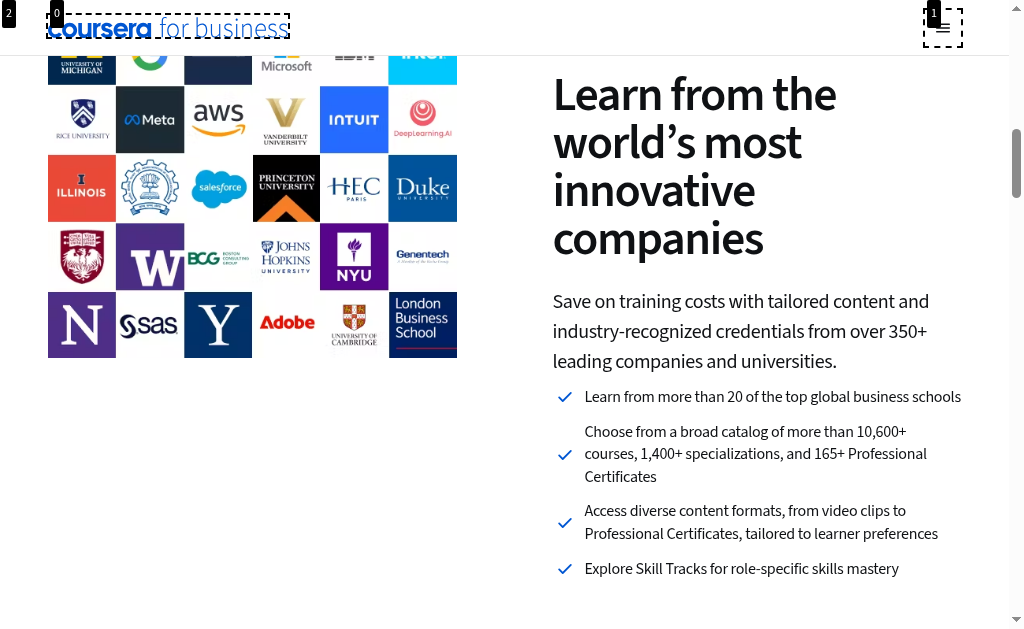 2
0
coursera for business
1
UNIVERSITY OF
MICHIGAN
Microsoft
RICE UNIVERSITY
Meta
aws
VANDERBILT
UNIVERSITY
INTUIT
DeepLearning.AI
ILLINOIS
salesforce
PRINCETON
UNIVERSITY
HEC
PARIS
Duke
UNIVERSITY
W
BCG
BOSTON
CONSULTING
GROUP
JOHNS
HOPKINS
UNIVERSITY
NYU
Genentech
A Member of the Roche Group
N
sas
Y
Adobe
UNIVERSITY OF
CAMBRIDGE
London
Business
School
Learn from the
world’s most
innovative
companies
Save on training costs with tailored content and
industry-recognized credentials from over 350+
leading companies and universities.
Learn from more than 20 of the top global business schools
Choose from a broad catalog of more than 10,600+
courses, 1,400+ specializations, and 165+ Professional
Certificates
Access diverse content formats, from video clips to
Professional Certificates, tailored to learner preferences
Explore Skill Tracks for role-specific skills mastery